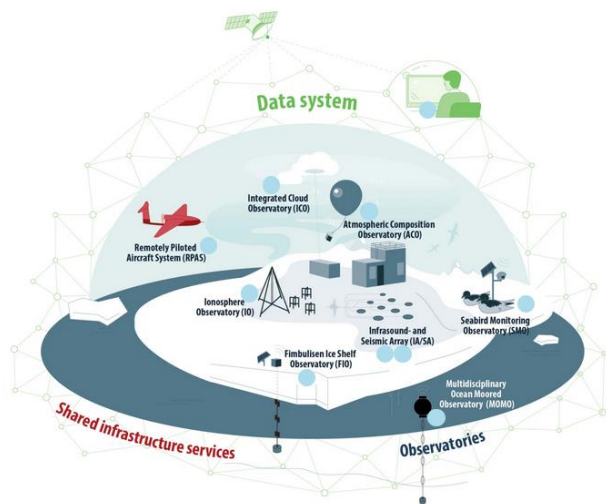 Data system
Integrated Cloud
Observatory (ICO)
Atmospheric Composition
Observatory (ACO)
Remotely Piloted
Aircraft System (RPAS)
Ionosphere
Observatory (IO)
Infrasound- and
Seismic Array (IA/SA)
Seabird Monitoring
Observatory (SMO)
Fimbulisen Ice Shelf
Observatory (FIO)
Multidisciplinary
Ocean Moored
Observatory (MOMO)
Shared infrastructure services
Observatories